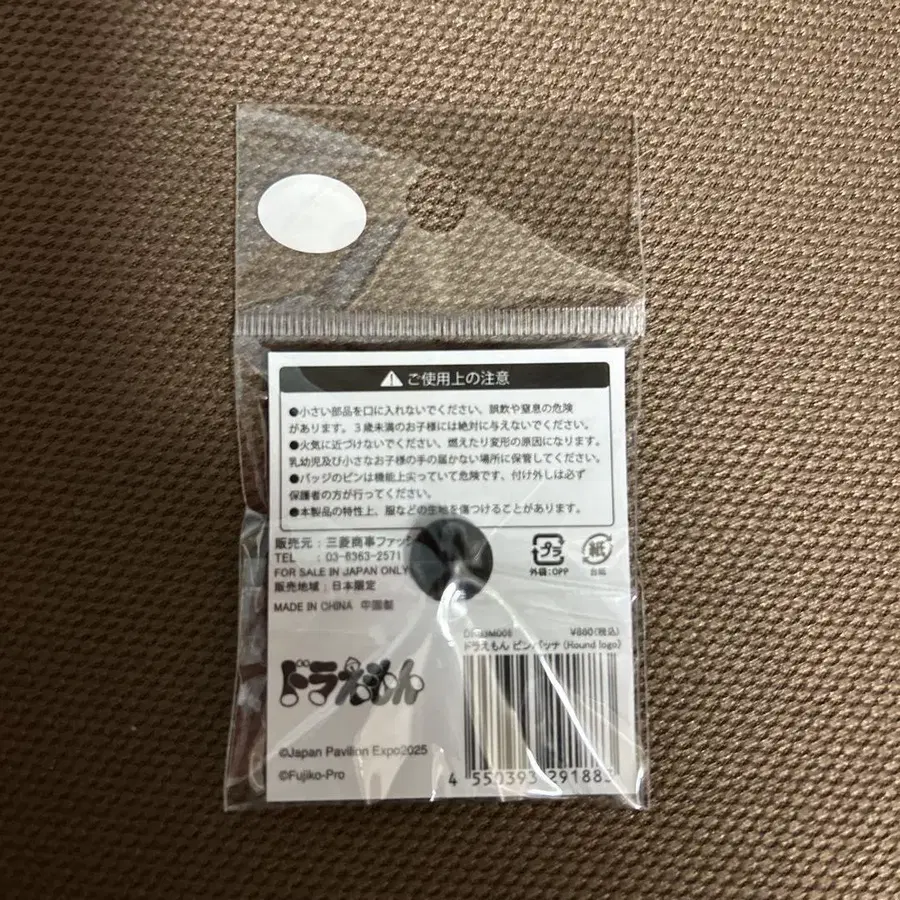 ご使用上の注意
●小さい部品を口に入れないでください、誤飲や窒息の危険
があります。3歳未満のお子様には絶対に与えないでください。
●火気に近づけないでください、燃えたり変形の原因になります。
乳幼児及び小さなお子様の手の届かない場所に保管してください。
●バッジのピンは機能上尖っていて危険です、付け外しは必ず
保護者の方が行ってください。
●本製品の特性上、服などの生地を傷つけることがあります。
販売元:三菱商事ファッシ
TEL :03-6363-2571
FOR SALE IN JAPAN ONLY
販売地域:日本限定
MADE IN CHINA 中国製
プラ
外袋:OPP
紙
台紙
¥880(税込)
ドラえもん ピンバッチ (Hound logo)
ドラえもん
©Japan Pavilion Expo2025
©Fujiko-Pro
4 550393 291883